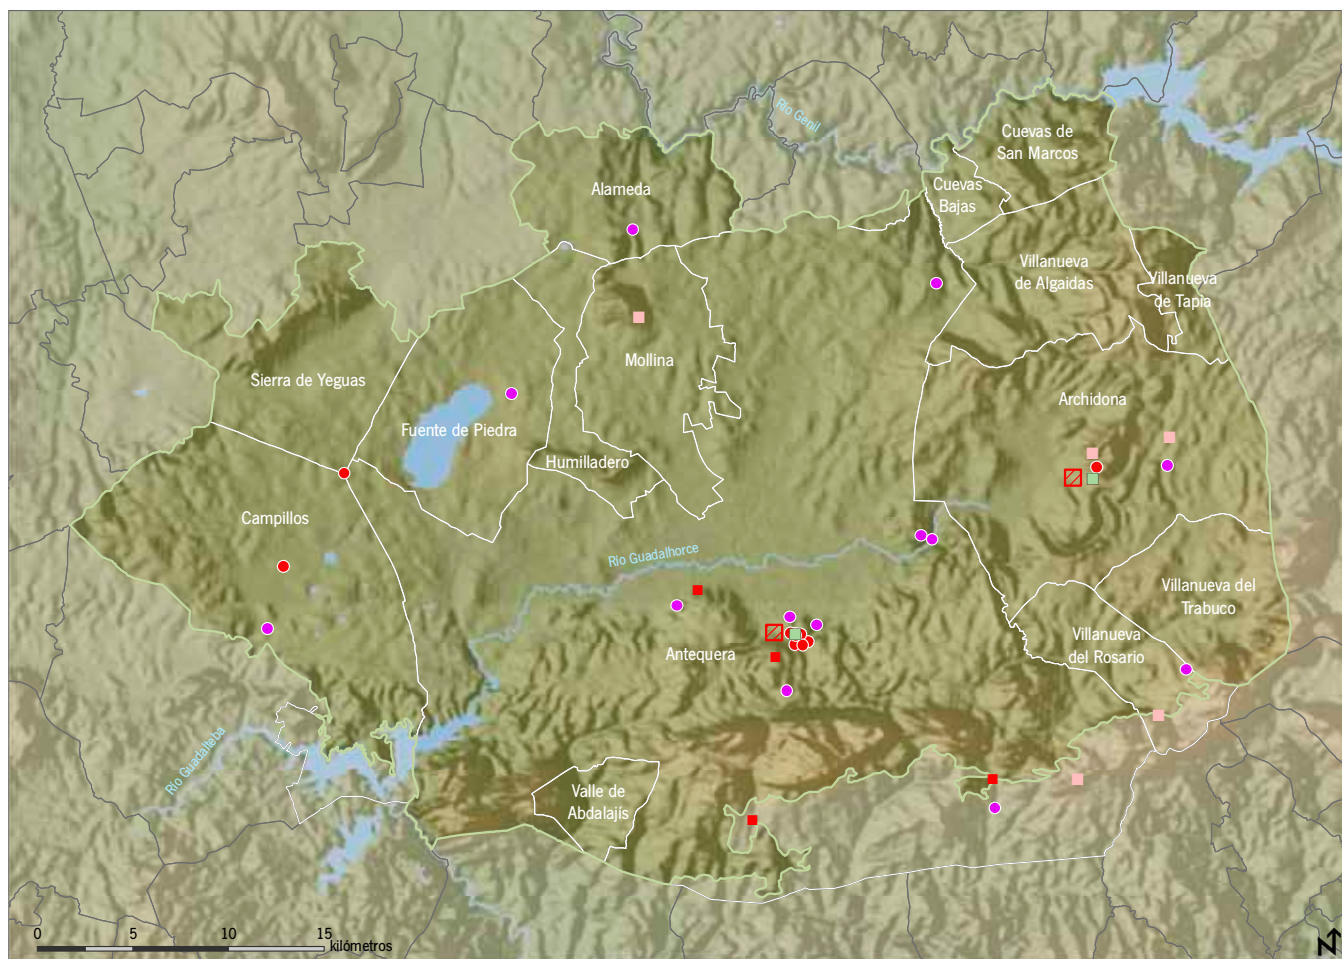 Río Genil
Cuevas de
San Marcos
Cuevas
Bajas
Alameda
Villanueva
de Algaidas
Villanueva
de Tapia
Mollina
Sierra de Yeguas
Archidona
Fuente de Piedra
Humilladero
Campillos
Río Guadalhorce
Villanueva del
Trabuco
Villanueva
del Rosario
Antequera
Río Guadalteba
Valle de
Abdalajís
0 5 10 15
kilómetros
N